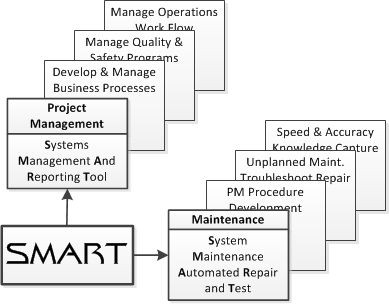 Manage Operations
Work Flow
Manage Quality &
Safety Programs
Develop & Manage
Business Processes
Project
Management
Systems
Management And
Reporting Tool
Speed & Accuracy
Knowledge Capture
Unplanned Maint.
Troubleshoot Repair
PM Procedure
Development
Maintenance
System
Maintenance
Automated Repair
and Test
SMART